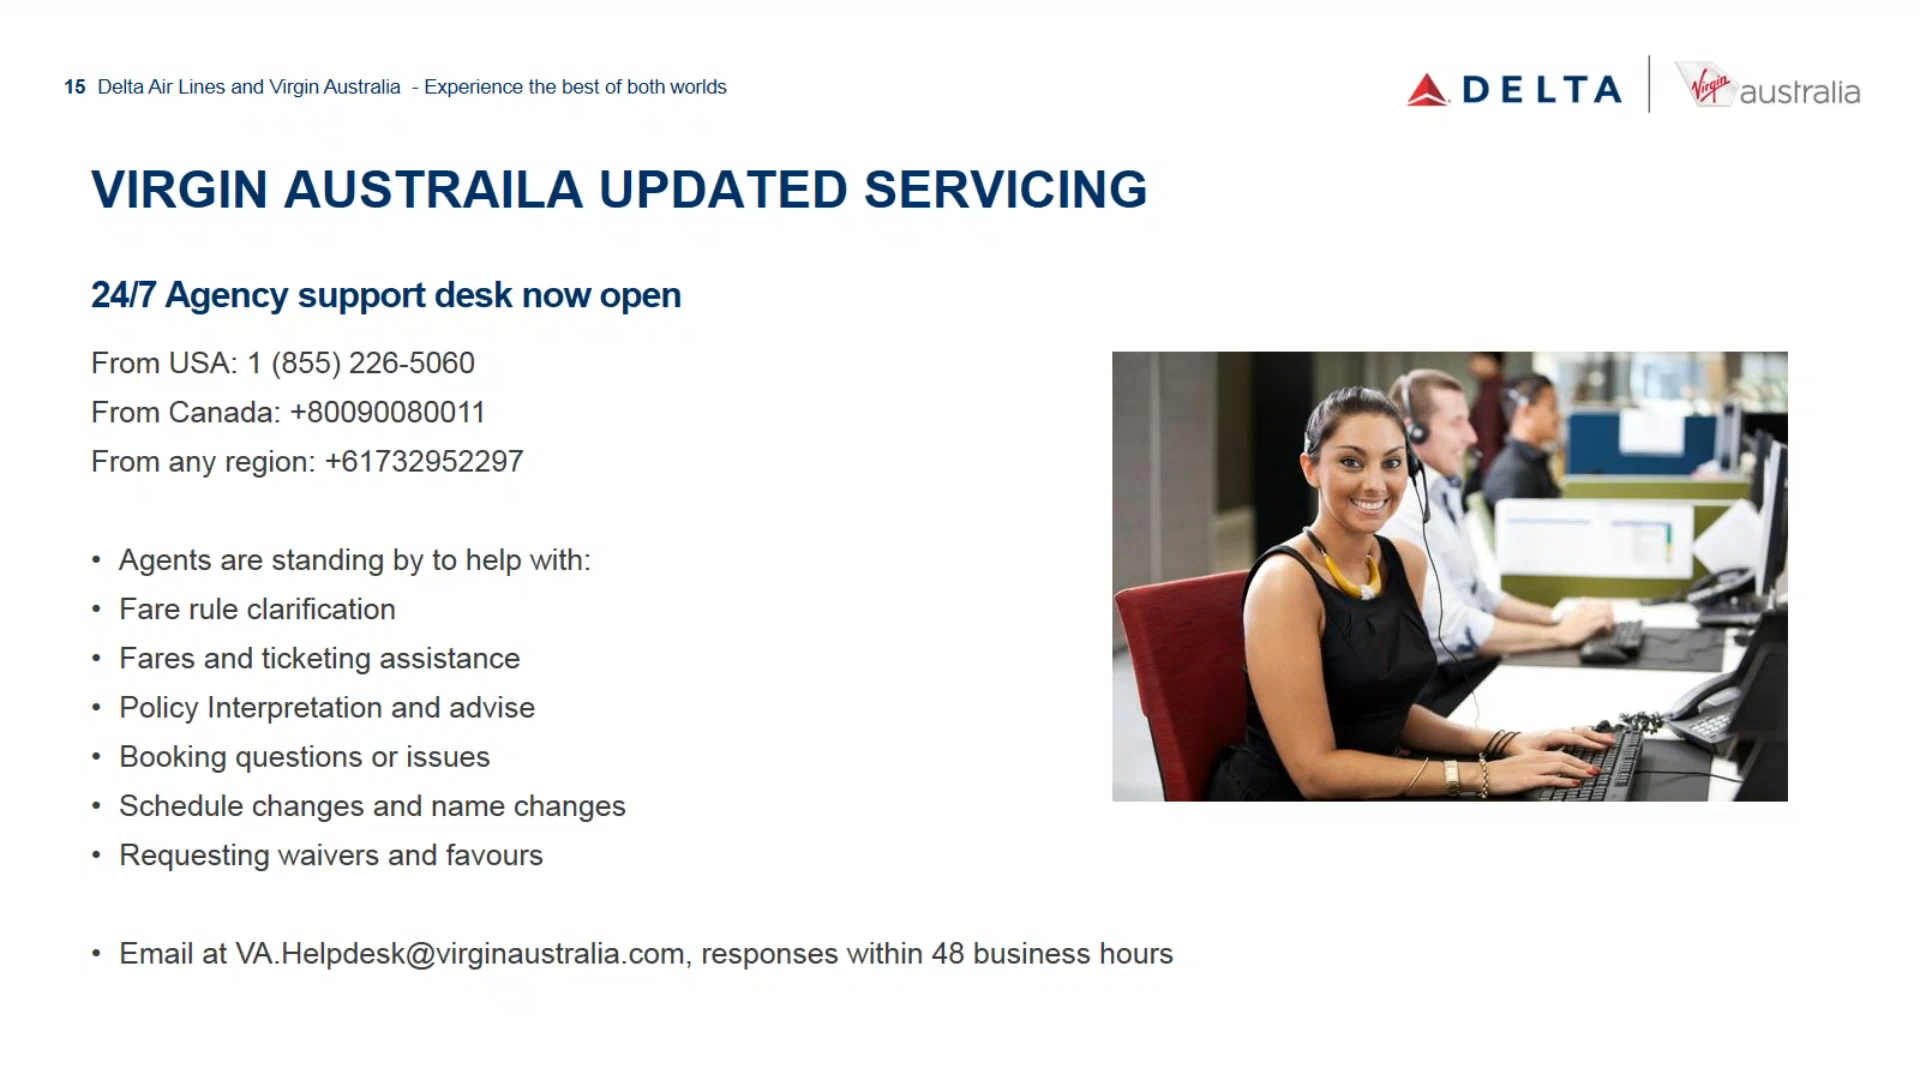 15 Delta Air Lines and Virgin Australia - Experience the best of both worlds
DELTA
Virgin australia
VIRGIN AUSTRAILA UPDATED SERVICING
24/7 Agency support desk now open
From USA: 1 (855) 226-5060
From Canada: +80090080011
From any region: +61732952297
• Agents are standing by to help with:
• Fare rule clarification
• Fares and ticketing assistance
• Policy Interpretation and advise
• Booking questions or issues
• Schedule changes and name changes
• Requesting waivers and favours
• Email at VA.Helpdesk@virginaustralia.com, responses within 48 business hours